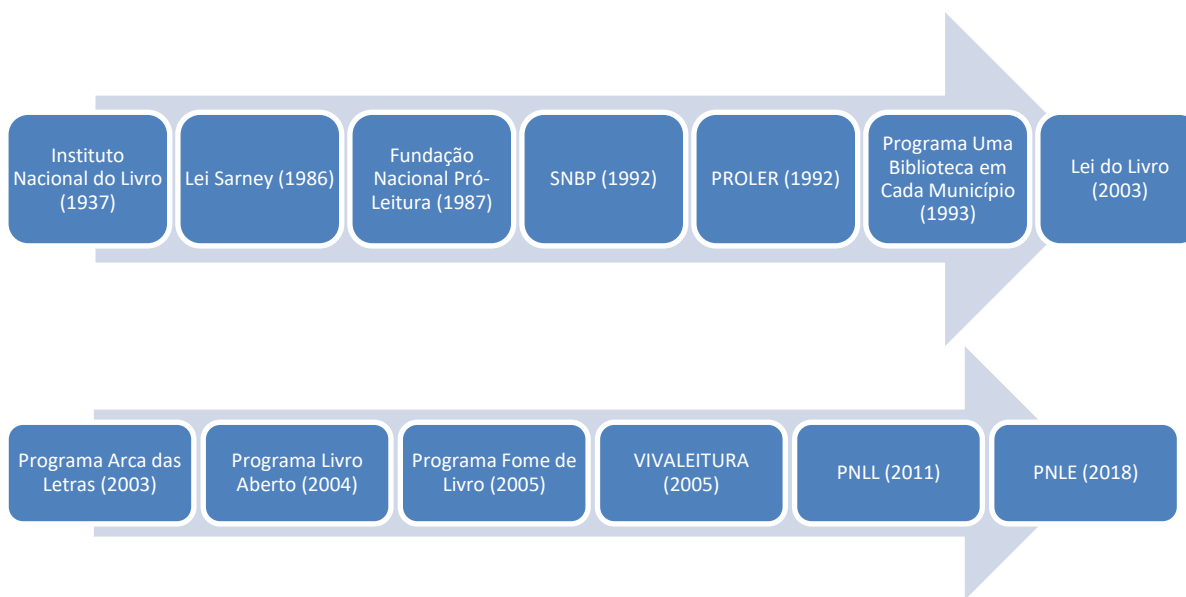 Instituto
Nacional do Livro
(1937)
Lei Sarney (1986)
Fundação
Nacional Pró-
Leitura (1987)
SNBP (1992)
PROLER (1992)
Programa Uma
Biblioteca em
Cada Município
(1993)
Lei do Livro
(2003)
Programa Arca das
Letras (2003)
Programa Livro
Aberto (2004)
Programa Fome de
Livro (2005)
VIVALEITURA
(2005)
PNLL (2011)
PNLE (2018)